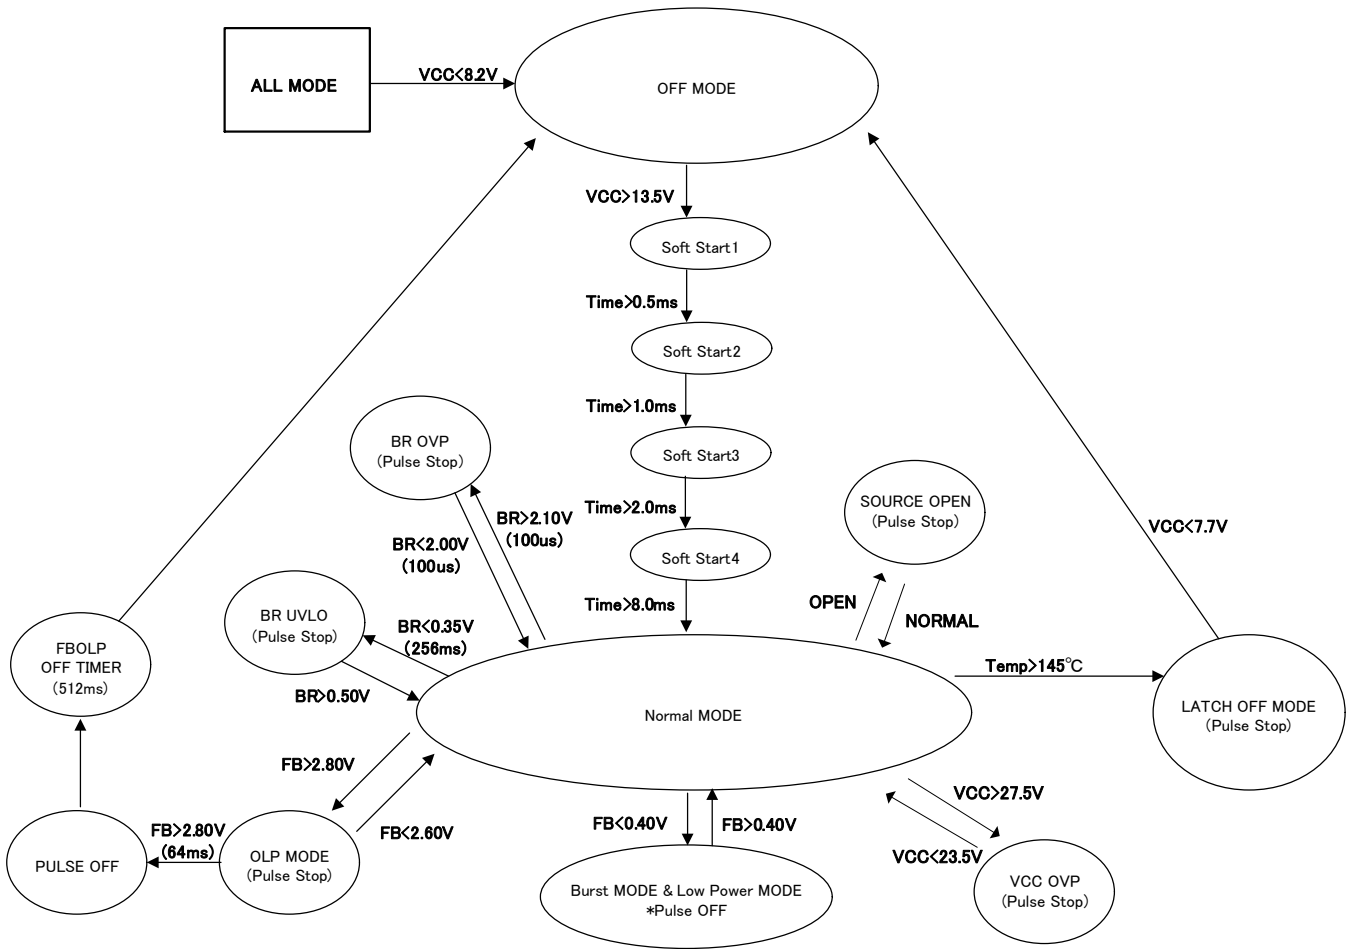 ALL MODE
VCC<8.2V
OFF MODE
VCC>13.5V
Soft Start1
Time>0.5ms
Soft Start2
Time>1.0ms
Soft Start3
Time>2.0ms
Soft Start4
Time>8.0ms
BR OVP
(Pulse Stop)
BR>2.10V
(100us)
BR<2.00V
(100us)
SOURCE OPEN
(Pulse Stop)
OPEN
NORMAL
VCC<7.7V
BR UVLO
(Pulse Stop)
BR<0.35V
(256ms)
BR>0.50V
FBOLP
OFF TIMER
(512ms)
Normal MODE
Temp>145℃
LATCH OFF MODE
(Pulse Stop)
FB>2.80V
FB<2.60V
FB>2.80V
(64ms)
PULSE OFF
OLP MODE
(Pulse Stop)
FB<0.40V
FB>0.40V
Burst MODE & Low Power MODE
*Pulse OFF
VCC>27.5V
VCC<23.5V
VCC OVP
(Pulse Stop)